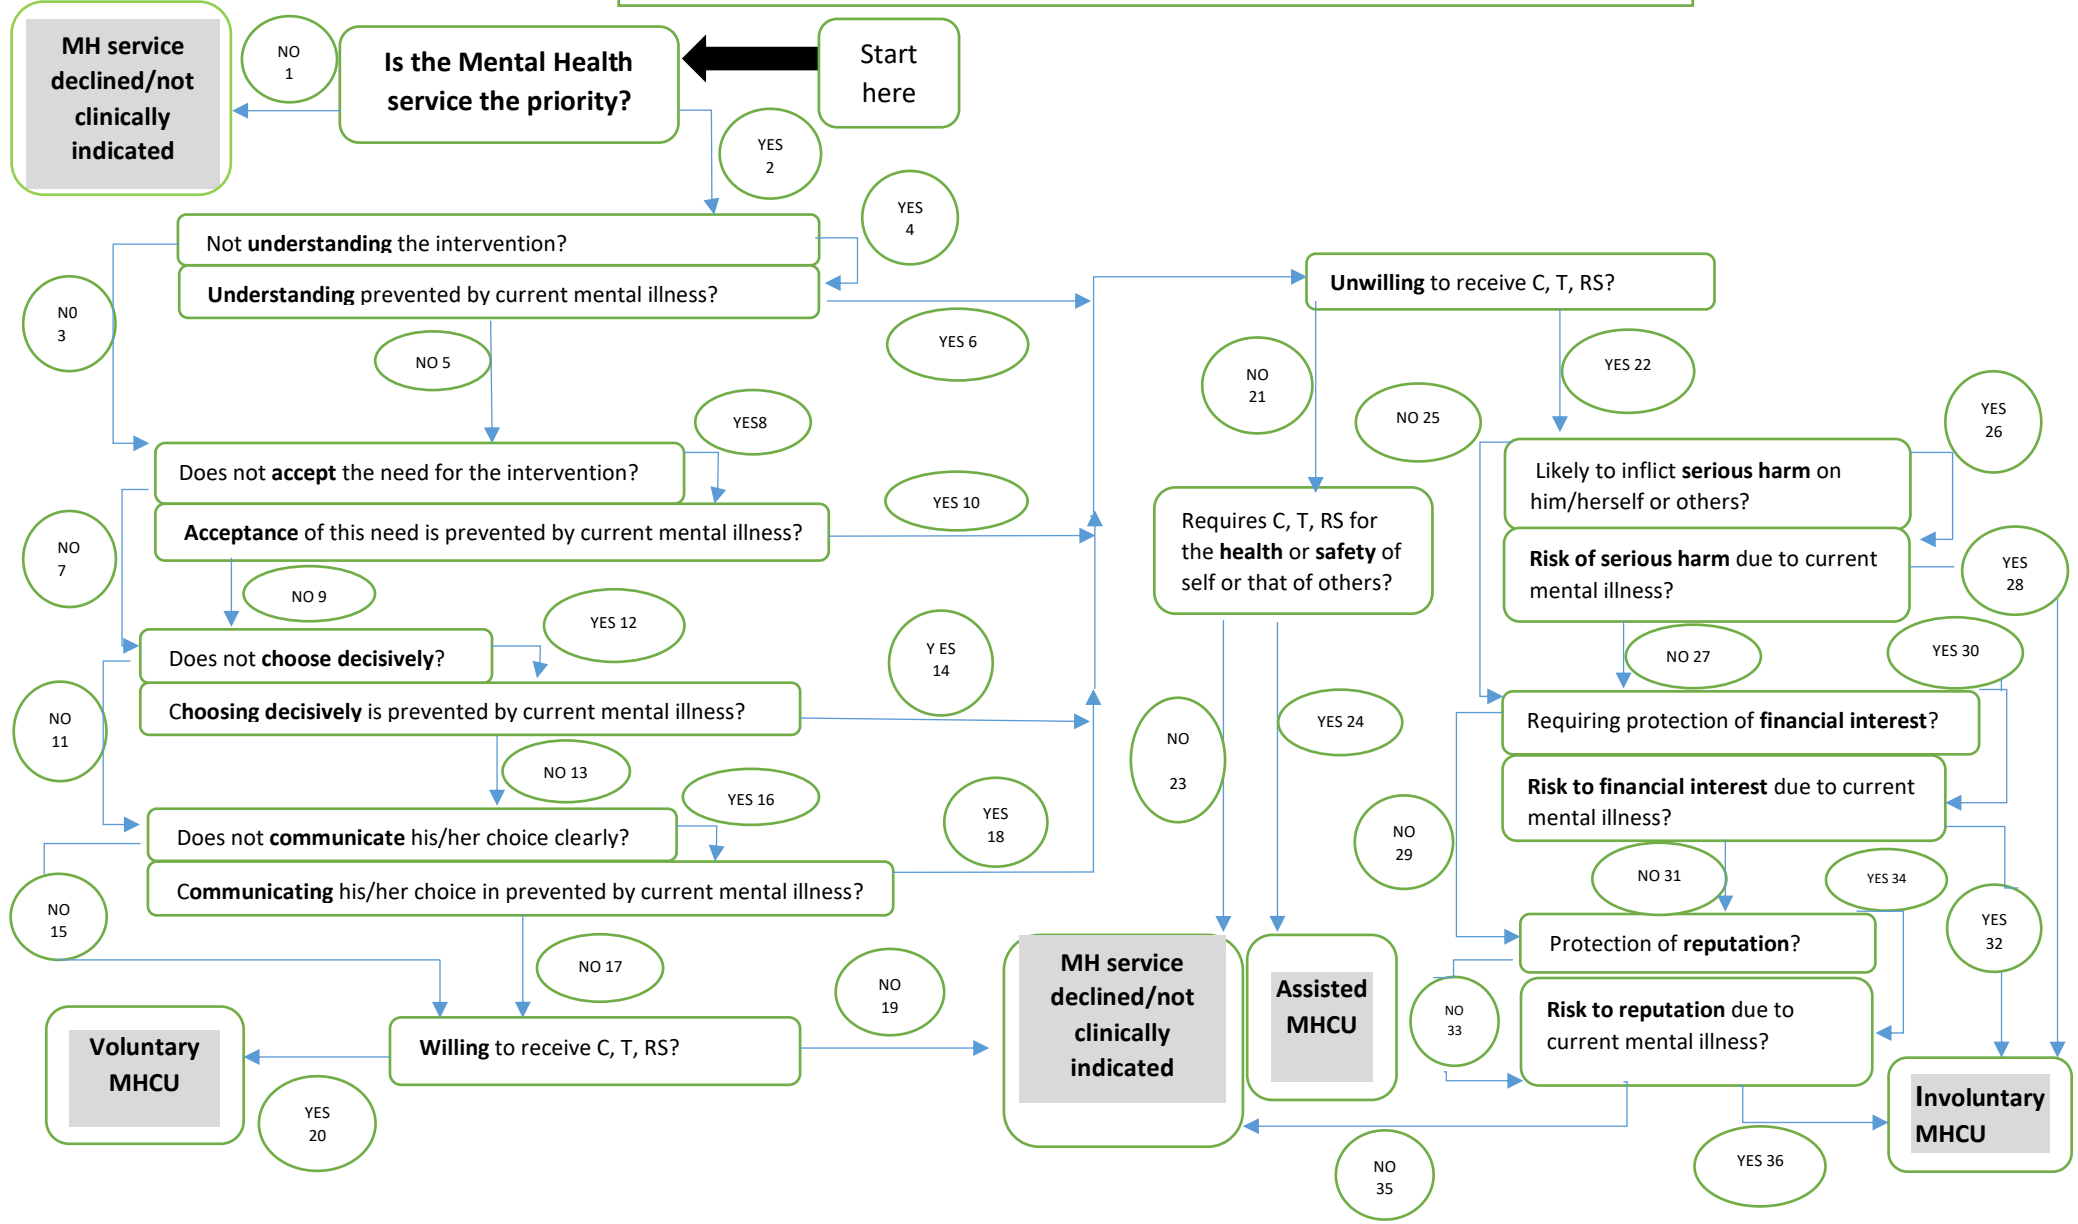 MH service
declined/not
clinically
indicated
NO
1
Is the Mental Health
service the priority?
Start
here
YES
2
YES
4
Not understanding the intervention?
Understanding prevented by current mental illness?
N0
3
NO 5
YES 6
Unwilling to receive C, T, RS?
NO
21
YES 22
NO 25
YES
26
YES8
Does not accept the need for the intervention?
Acceptance of this need is prevented by current mental illness?
YES 10
NO
7
NO 9
YES 12
Requires C, T, RS for
the health or safety of
self or that of others?
Likely to inflict serious harm on
him/herself or others?
Risk of serious harm due to current
mental illness?
YES
28
NO 27
YES 30
Does not choose decisively?
Choosing decisively is prevented by current mental illness?
Y ES
14
NO
11
NO 13
YES 16
NO
23
YES 24
Requiring protection of financial interest?
Risk to financial interest due to current
mental illness?
NO
29
NO 31
YES 34
YES
32
Does not communicate his/her choice clearly?
Communicating his/her choice in prevented by current mental illness?
YES
18
NO
15
NO 17
NO
19
MH service
declined/not
clinically
indicated
Assisted
MHCU
Protection of reputation?
Risk to reputation due to
current mental illness?
NO
33
Voluntary
MHCU
Willing to receive C, T, RS?
YES
20
NO
35
YES 36
Involuntary
MHCU